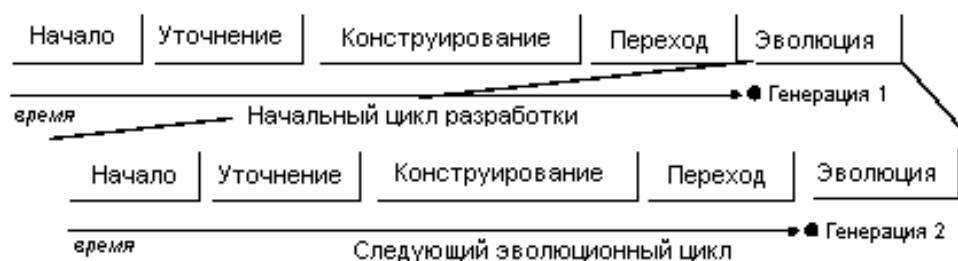 Начало Уточнение Конструирование Переход Эволюция
Генерация 1
время
Начальный цикл разработки
Начало Уточнение Конструирование Переход Эволюция
Генерация 2
время
Следующий эволюционный цикл